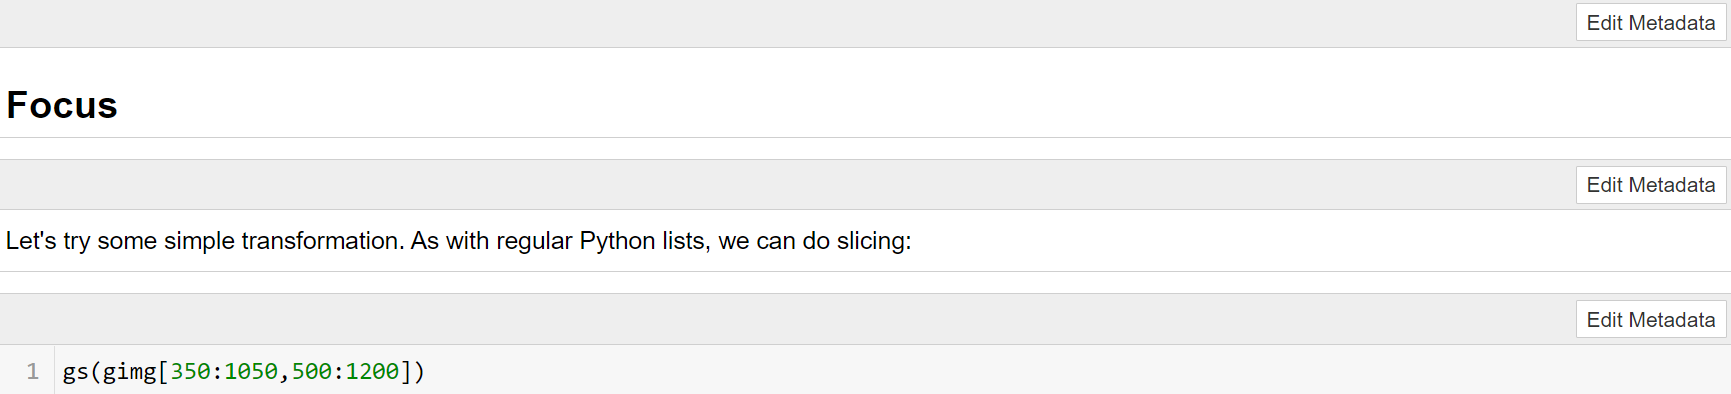 Edit Metadata
Focus
Edit Metadata
Let's try some simple transformation. As with regular Python lists, we can do slicing:
Edit Metadata
1 gs(gimg[350:1050,500:1200])